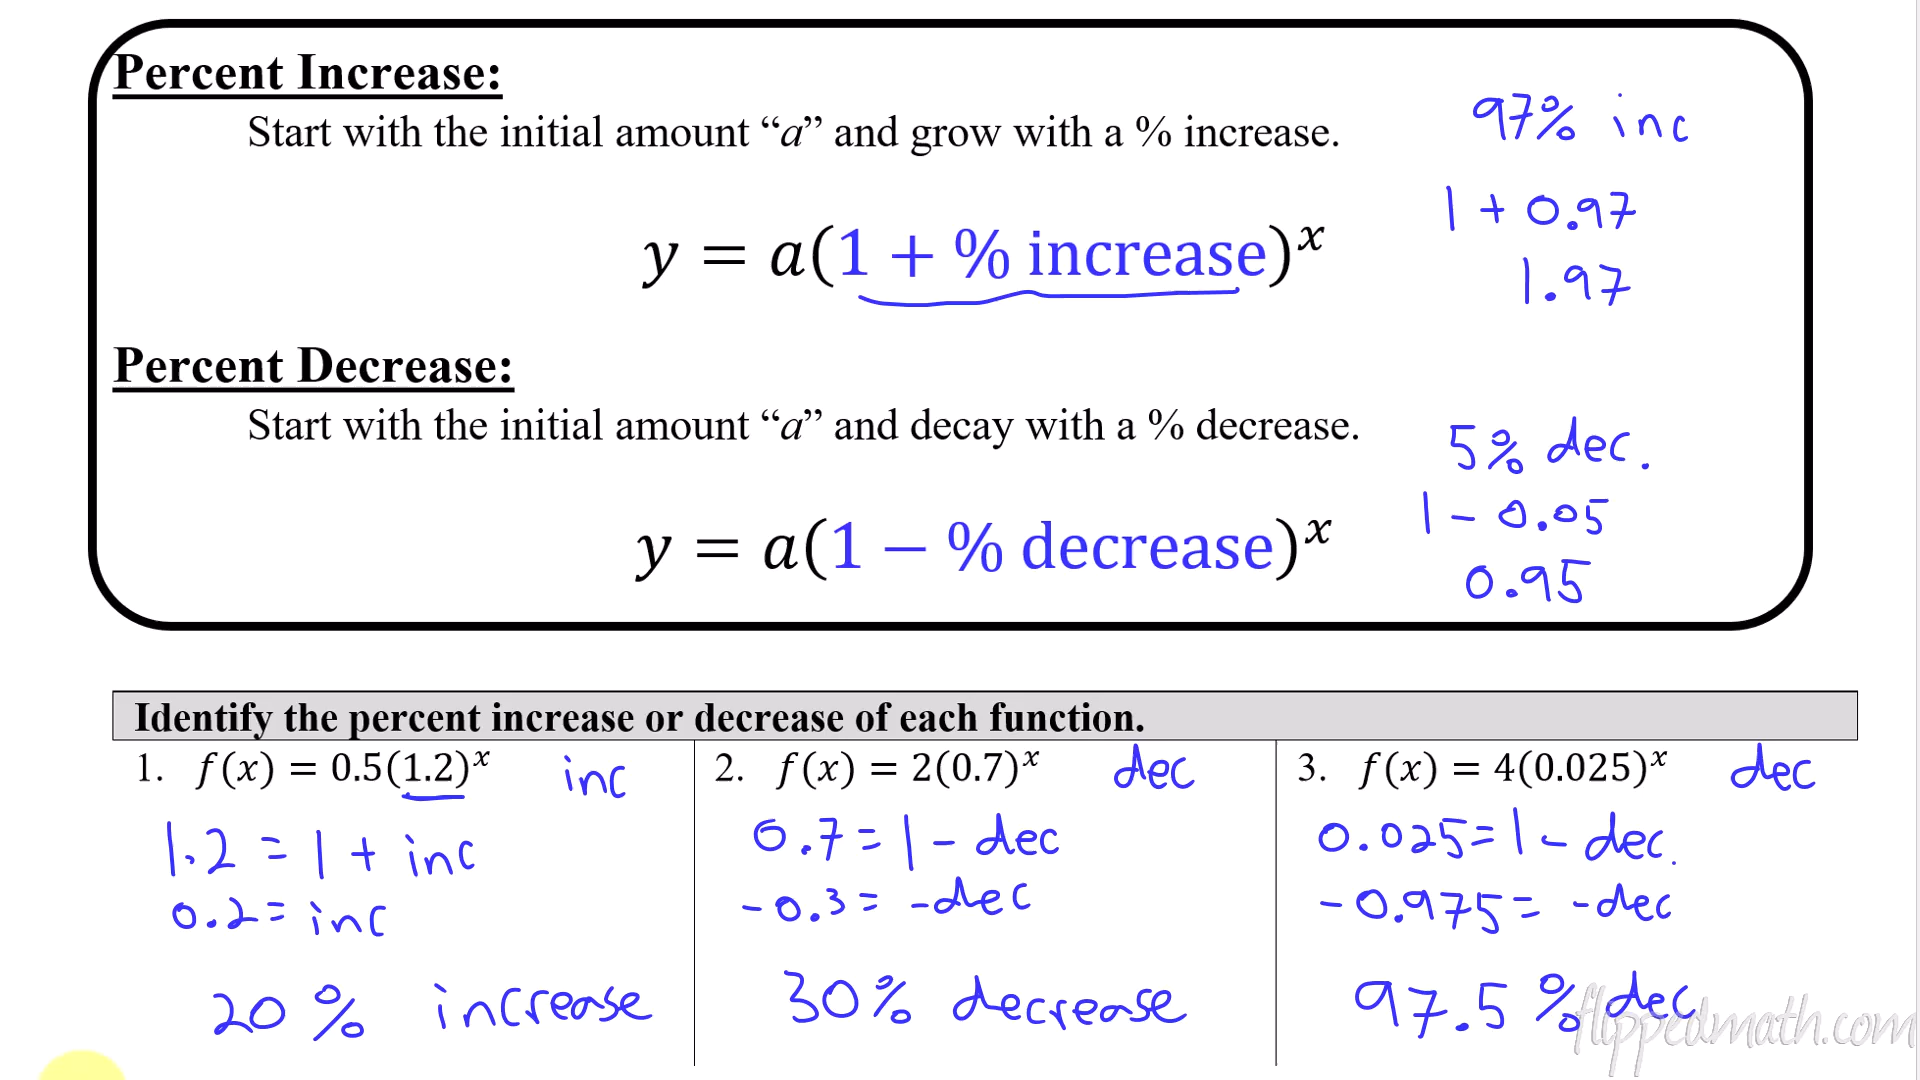 Percent Increase:
Start with the initial amount “a” and grow with a % increase.
y = a(1 + % increase)^x
97% inc
1 + 0.97
1.97
Percent Decrease:
Start with the initial amount “a” and decay with a % decrease.
y = a(1 − % decrease)^x
5% dec.
1 - 0.05
0.95
Identify the percent increase or decrease of each function.
1. f(x) = 0.5(1.2)^x inc
1.2 = 1 + inc
0.2 = inc
20 % increase
2. f(x) = 2(0.7)^x dec
0.7 = 1 - dec
-0.3 = -dec
30% decrease
3. f(x) = 4(0.025)^x dec
0.025 = 1 - dec.
-0.975 = -dec
97.5 % dec
flippedmath.com